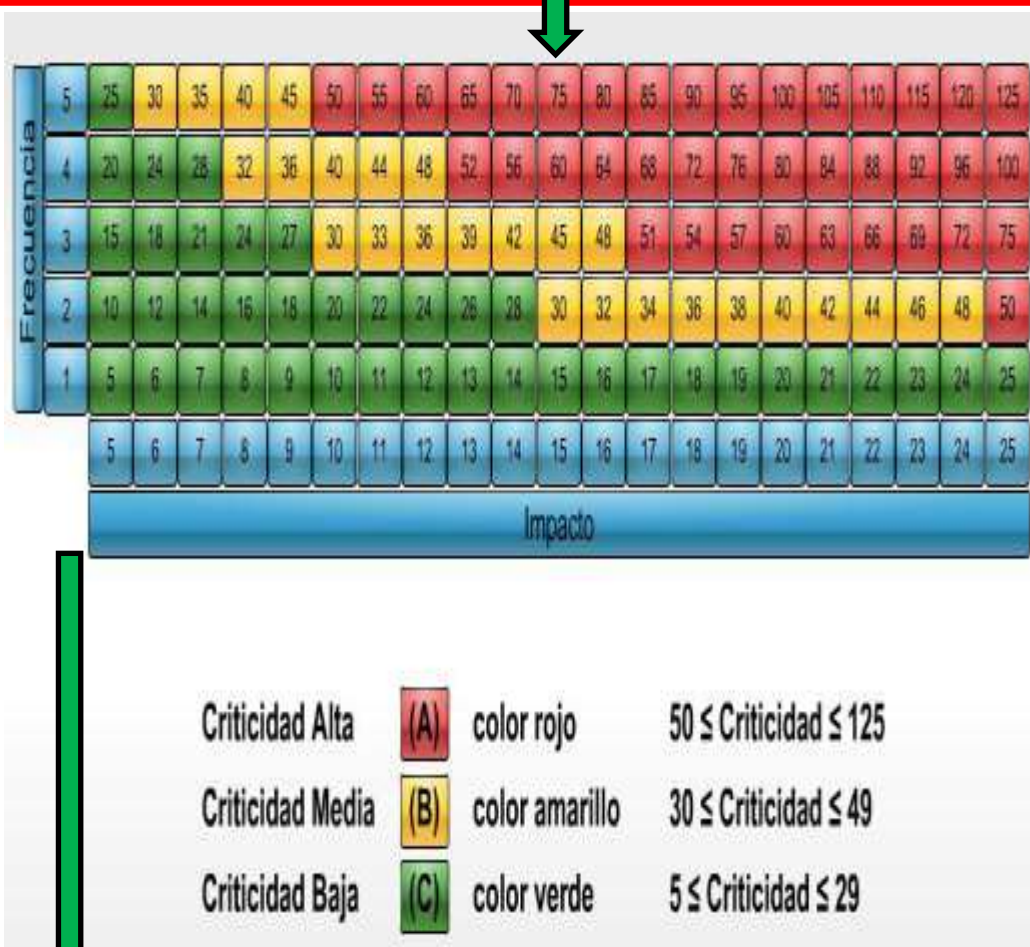 Frecuencia
5 25 30 35 40 45 50 55 60 65 70 75 80 85 90 95 100 105 110 115 120 125
4 20 24 28 32 36 40 44 48 52 56 60 64 68 72 76 80 84 88 92 96 100
3 15 18 21 24 27 30 33 36 39 42 45 48 51 54 57 60 63 66 69 72 75
2 10 12 14 16 18 20 22 24 26 28 30 32 34 36 38 40 42 44 46 48 50
1 5 6 7 8 9 10 11 12 13 14 15 16 17 18 19 20 21 22 23 24 25
5 6 7 8 9 10 11 12 13 14 15 16 17 18 19 20 21 22 23 24 25
Impacto
Criticidad Alta (A) color rojo 50 ≤ Criticidad ≤ 125
Criticidad Media (B) color amarillo 30 ≤ Criticidad ≤ 49
Criticidad Baja (C) color verde 5 ≤ Criticidad ≤ 29